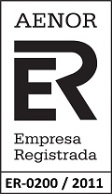 AENOR
ER
Empresa
Registrada
ER-0200 / 2011